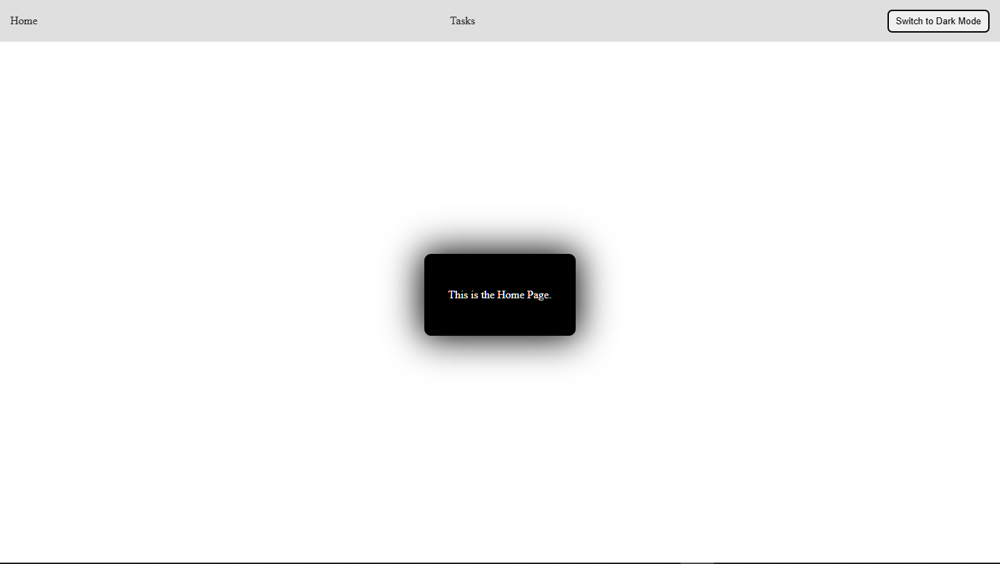 Home
Tasks
Switch to Dark Mode
This is the Home Page.